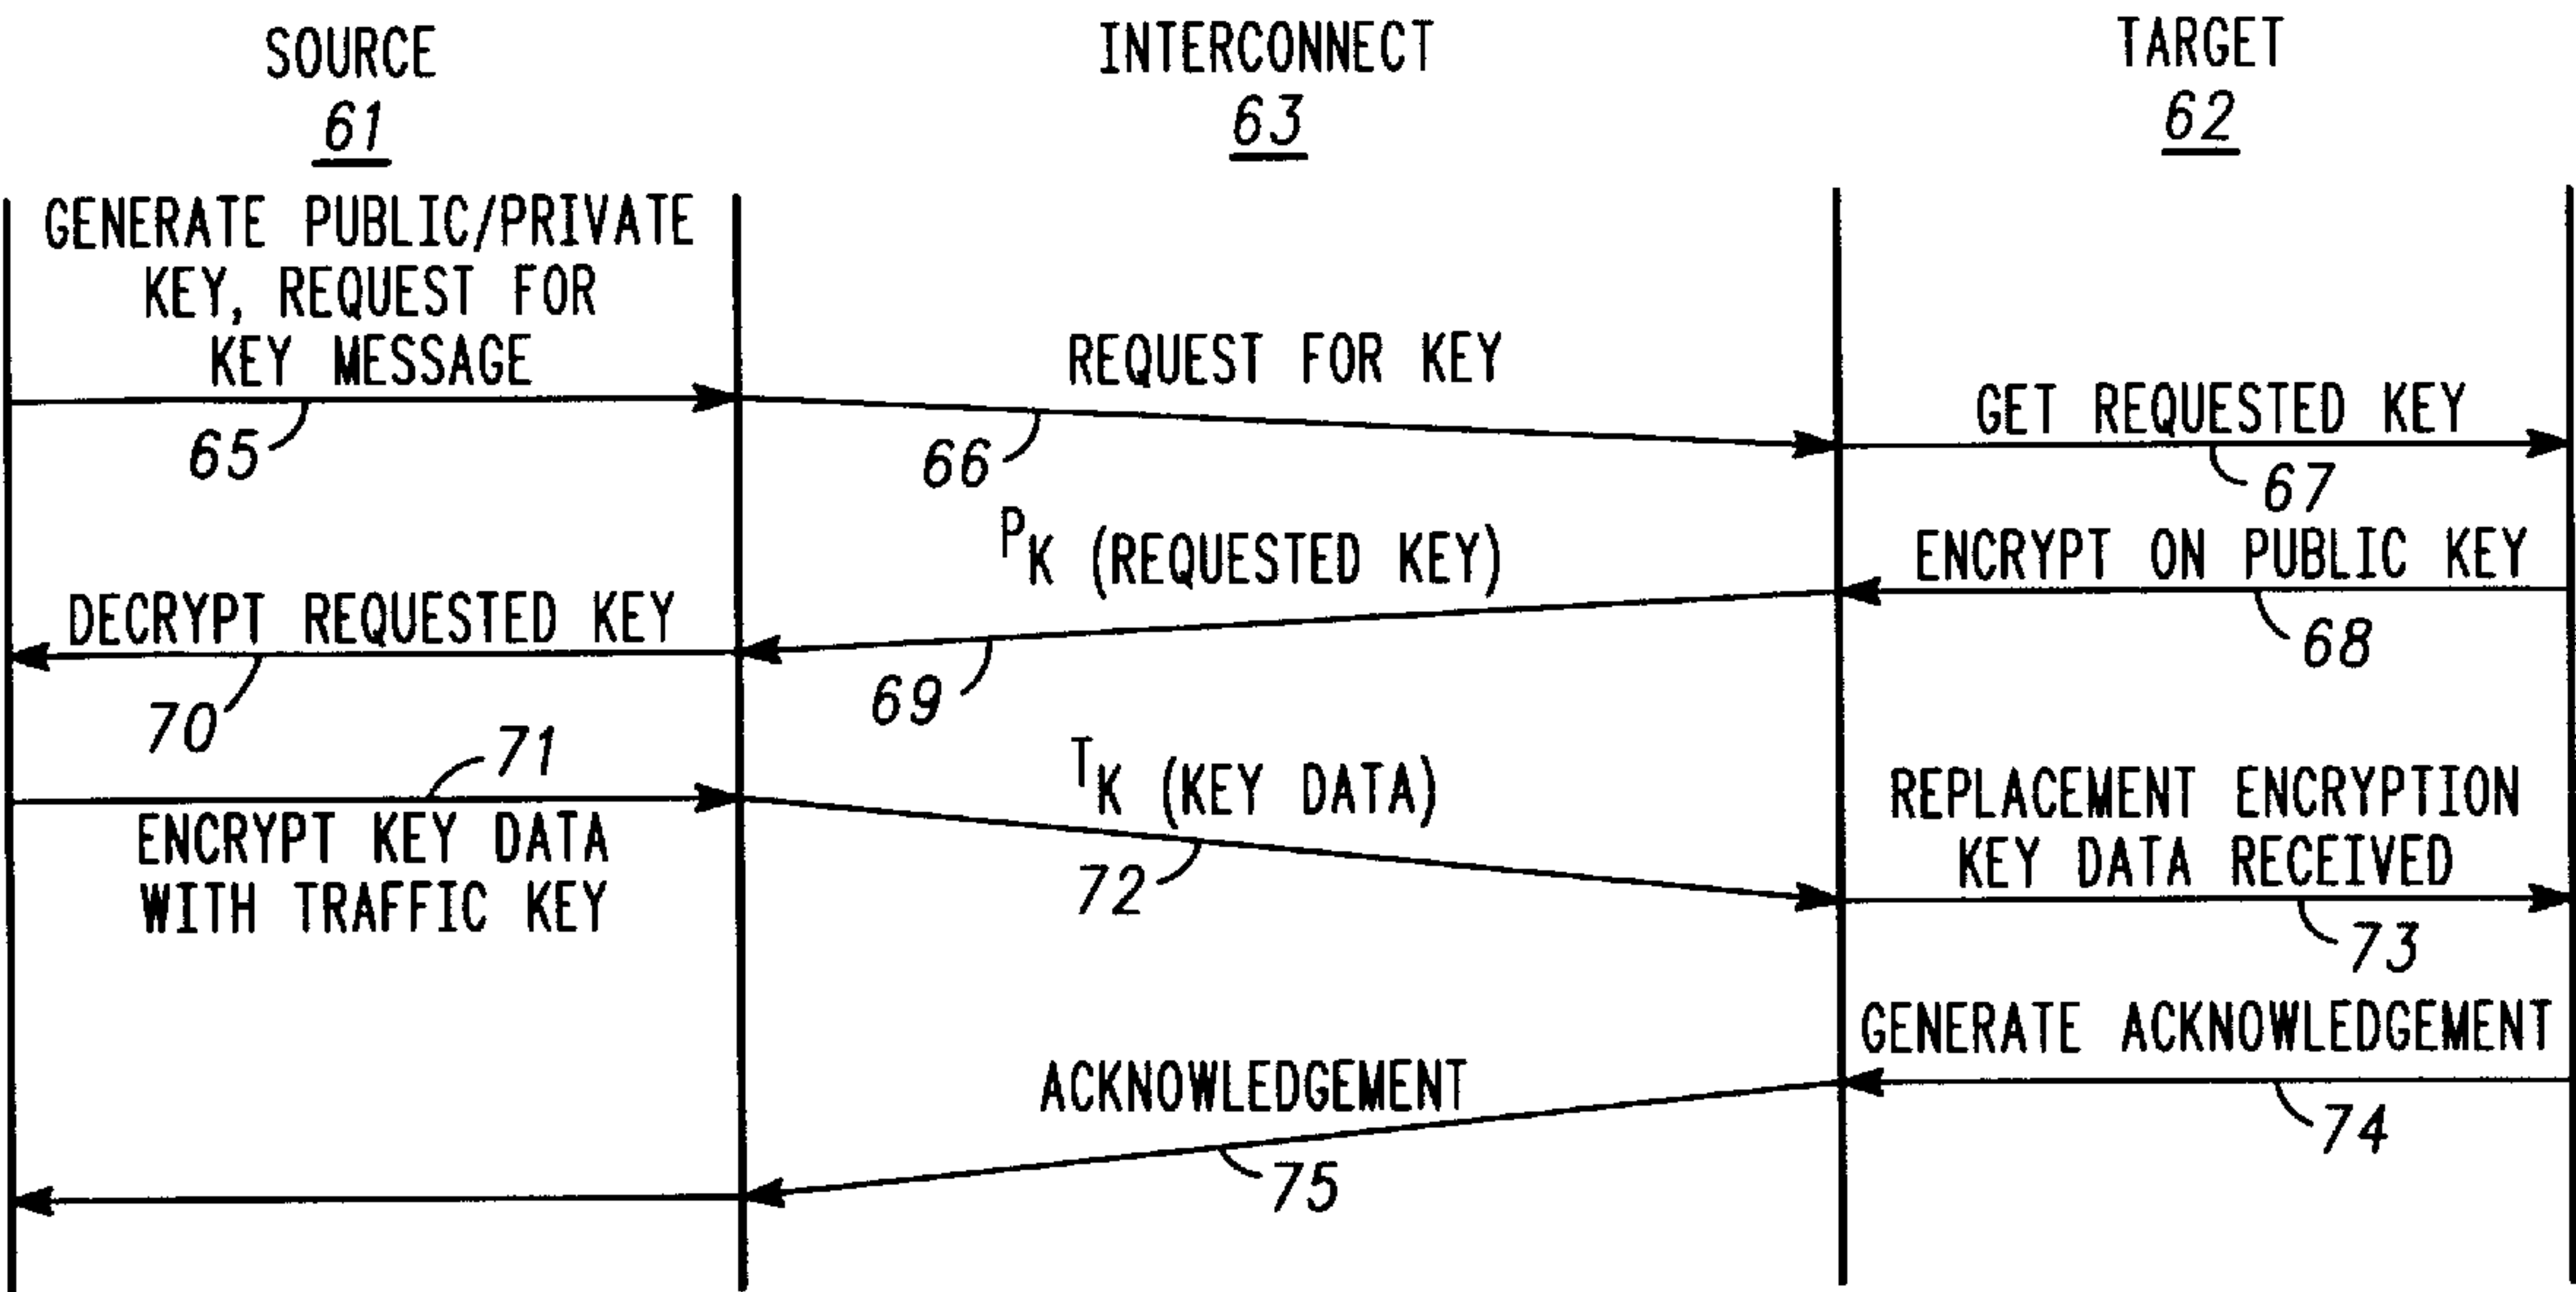 SOURCE
61
INTERCONNECT
63
TARGET
62
GENERATE PUBLIC/PRIVATE
KEY, REQUEST FOR
KEY MESSAGE
65
REQUEST FOR KEY
66
GET REQUESTED KEY
67
PK (REQUESTED KEY)
ENCRYPT ON PUBLIC KEY
68
DECRYPT REQUESTED KEY
69
70
71
ENCRYPT KEY DATA
WITH TRAFFIC KEY
TK (KEY DATA)
72
REPLACEMENT ENCRYPTION
KEY DATA RECEIVED
73
GENERATE ACKNOWLEDGEMENT
74
ACKNOWLEDGEMENT
75